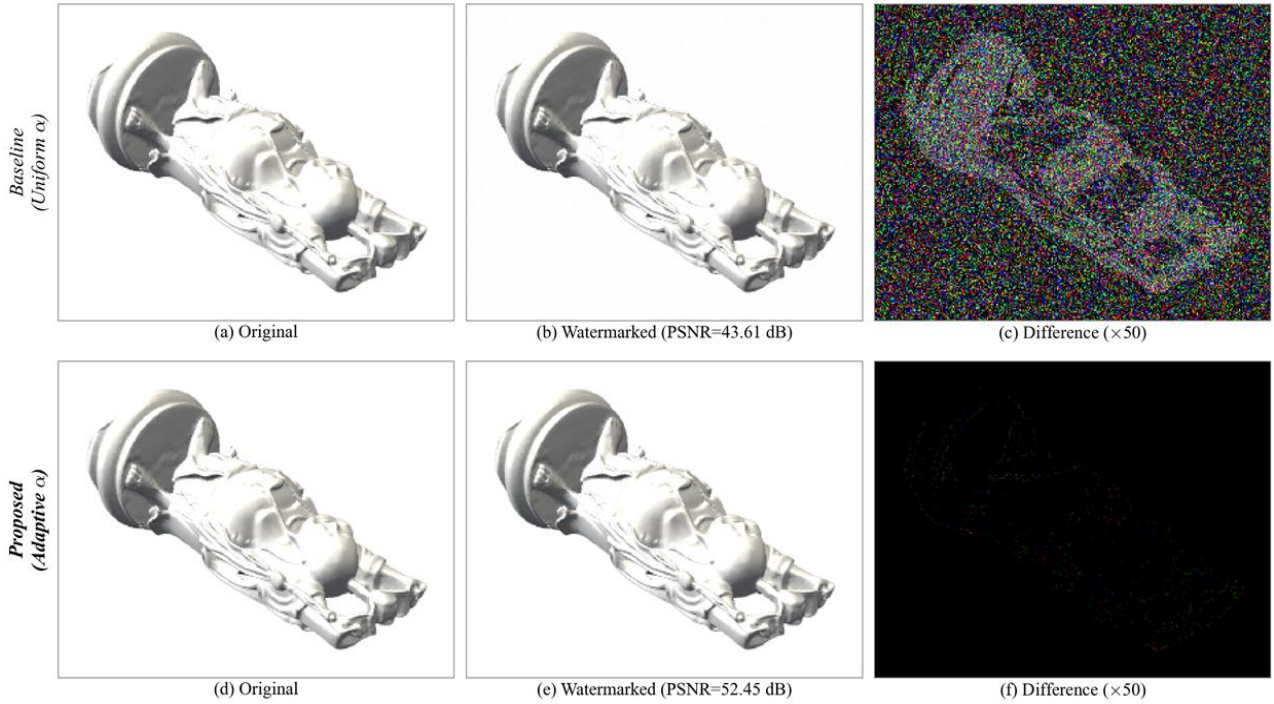 Baseline
(Uniform α)
(a) Original
(b) Watermarked (PSNR=43.61 dB)
(c) Difference (×50)
Proposed
(Adaptive α)
(d) Original
(e) Watermarked (PSNR=52.45 dB)
(f) Difference (×50)